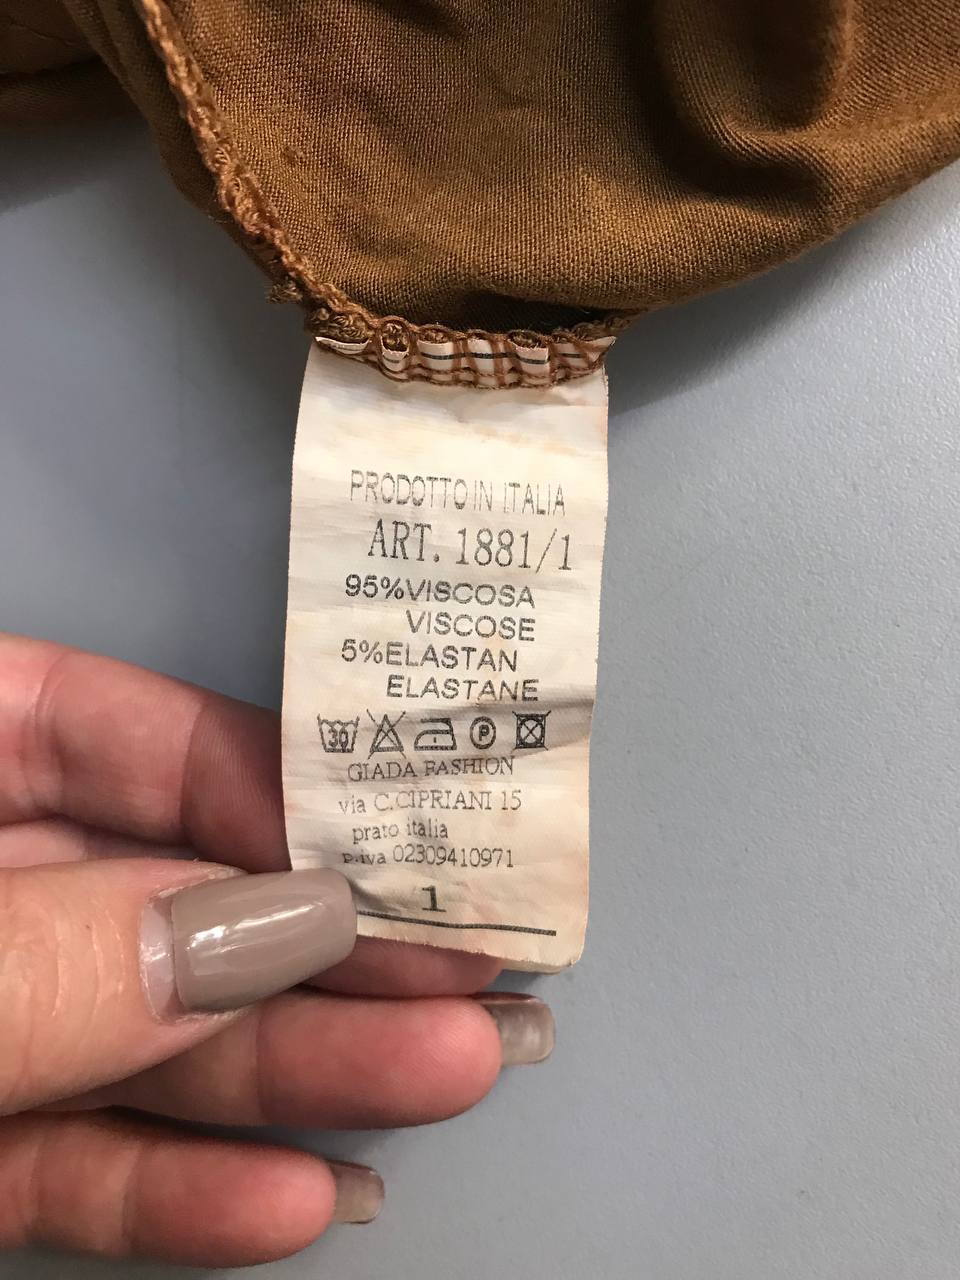 PRODOTTO IN ITALIA
ART. 1881/1
95%VISCOSA
VISCOSE
5%ELASTAN
ELASTANE
30 P
GIADA FASHION
via C.CIPRIANI 15
prato italia
P.iva 02309410971
1